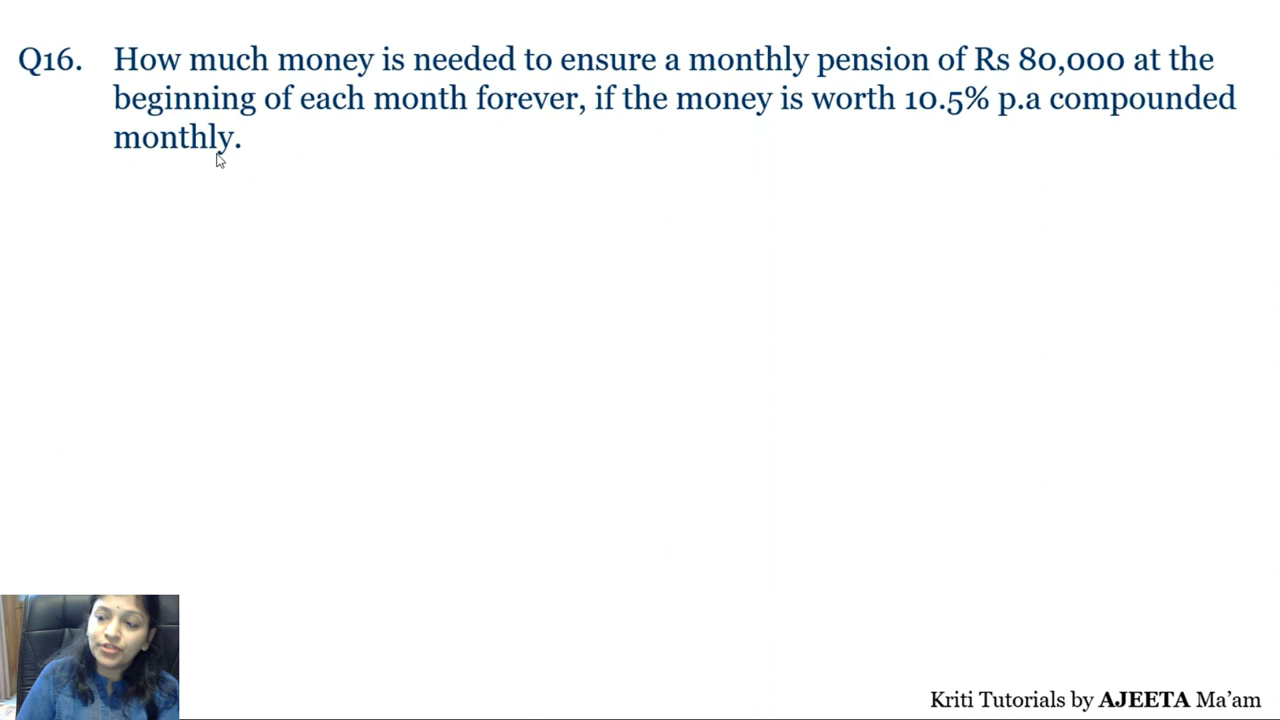 Q16. How much money is needed to ensure a monthly pension of Rs 80,000 at the
beginning of each month forever, if the money is worth 10.5% p.a compounded
monthly.
Kriti Tutorials by AJEETA Ma’am